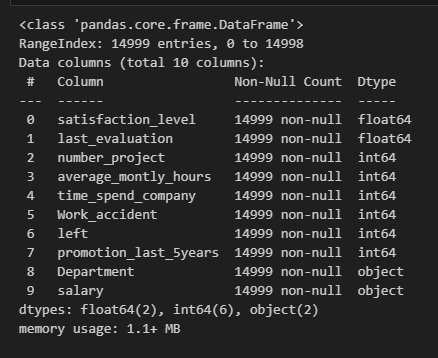 <class 'pandas.core.frame.DataFrame'>
RangeIndex: 14999 entries, 0 to 14998
Data columns (total 10 columns):
 #   Column                 Non-Null Count  Dtype
---  ------                 --------------  -----
 0   satisfaction_level     14999 non-null  float64
 1   last_evaluation        14999 non-null  float64
 2   number_project         14999 non-null  int64
 3   average_montly_hours   14999 non-null  int64
 4   time_spend_company     14999 non-null  int64
 5   Work_accident          14999 non-null  int64
 6   left                   14999 non-null  int64
 7   promotion_last_5years  14999 non-null  int64
 8   Department             14999 non-null  object
 9   salary                 14999 non-null  object
dtypes: float64(2), int64(6), object(2)
memory usage: 1.1+ MB